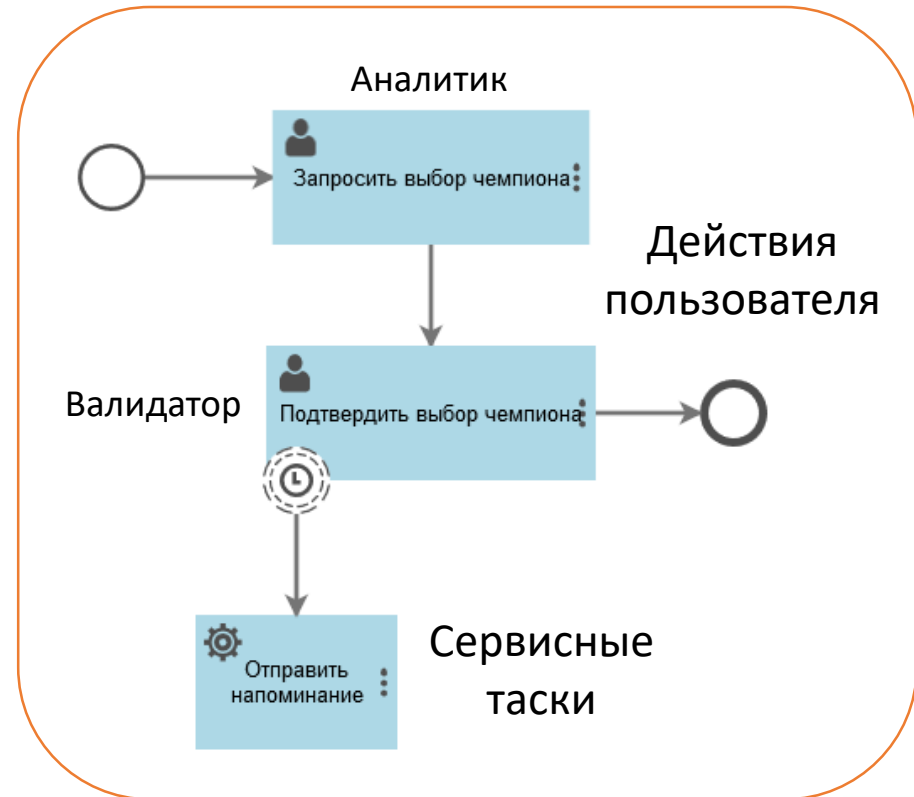 Аналитик
Запросить выбор чемпиона
Действия
пользователя
Валидатор
Подтвердить выбор чемпиона
Отправить
напоминание
Сервисные
таски